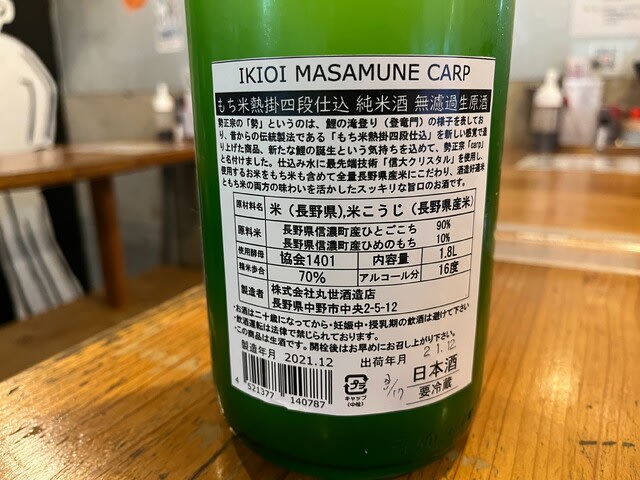 IKIOI MASAMUNE CARP
もち米熱掛四段仕込 純米酒 無濾過生原酒
勢正宗の「勢」というのは、鯉の滝登り(登竜門)の様子を表してお
り、昔からの伝統製法である「もち米熱掛四段仕込」を新しい感覚で造
り上げた商品、新たな鯉の誕生という気持ちを込めて、勢正宗「carp」
と名付けました。仕込み水に最先端技術「信大クリスタル」を使用し、
使用するお米をもち米も含めて全量長野県産米にこだわり、酒造好適米
ともち米の両方の味わいを活かしたスッキリな旨口のお酒です。
原材料名 米(長野県),米こうじ(長野県産米)
原料米 長野県信濃町産ひとごこち 90%
長野県信濃町産ひめのもち 10%
使用酵母 協会1401 内容量 1.8L
精米歩合 70% アルコール分 16度
製造者 株式会社丸世酒造店
長野県中野市中央2-5-12
・お酒は二十歳になってから・妊娠中・授乳期の飲酒は避けて下さい
・飲酒運転は法律で禁じられております。
・この商品は生酒です。開栓後はお早めにお召し上がり下さい。
製造年月 2021.12 出荷年月 21.12
4 521377 140787
プラ
キャップ
(中栓)
3/17
日本酒
要冷蔵